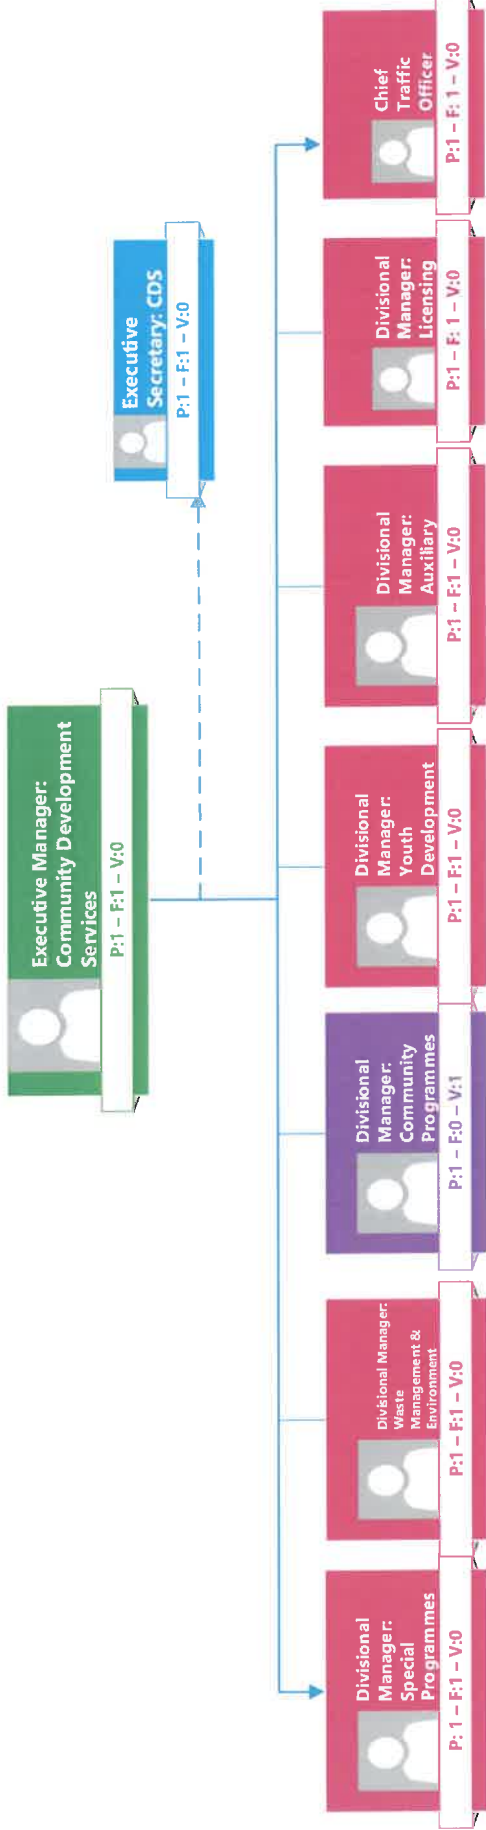 Executive Manager:
Community Development
Services
P:1 – F:1 – V:0
Executive
Secretary: CDS
P:1 – F:1 – V:0
Divisional
Manager:
Special
Programmes
P: 1 – F:1 – V:0
Divisional Manager:
Waste
Management &
Environment
P:1 – F:1 – V:0
Divisional
Manager:
Community
Programmes
P:1 – F:0 – V:1
Divisional
Manager:
Youth
Development
P:1 – F:1 – V:0
Divisional
Manager:
Auxiliary
P:1 – F:1 – V:0
Divisional
Manager:
Licensing
P:1 – F: 1 – V:0
Chief
Traffic
Officer
P:1 – F: 1 – V:0